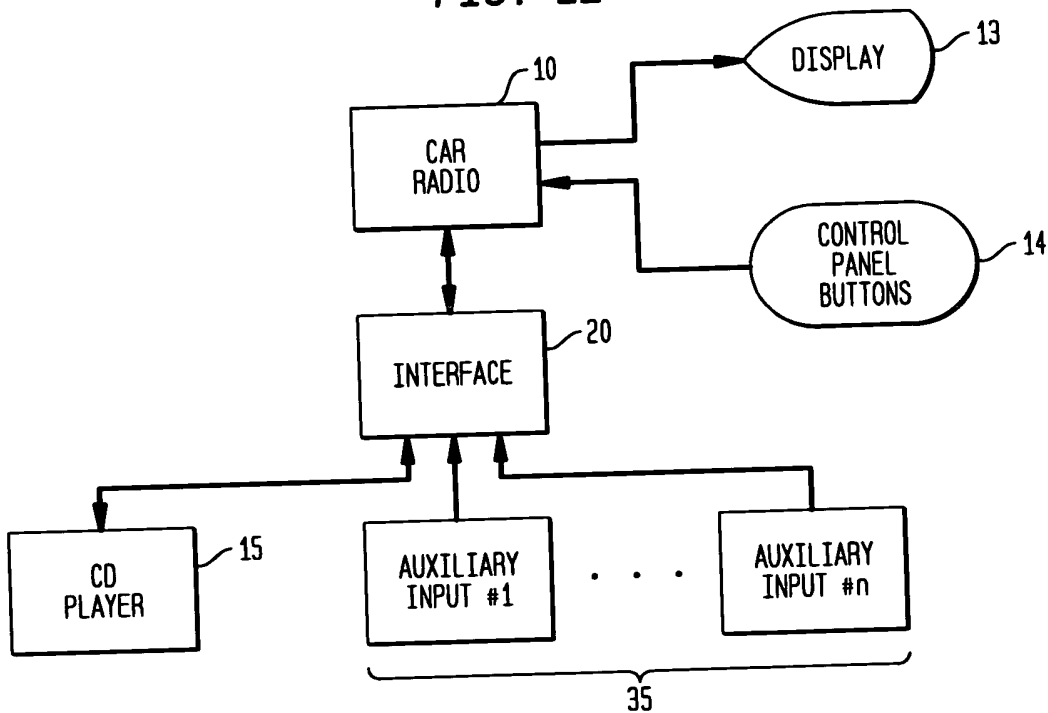 10
CAR
RADIO
DISPLAY
13
CONTROL
PANEL
BUTTONS
14
INTERFACE
20
CD
PLAYER
15
AUXILIARY
INPUT #1
. . .
AUXILIARY
INPUT #n
35